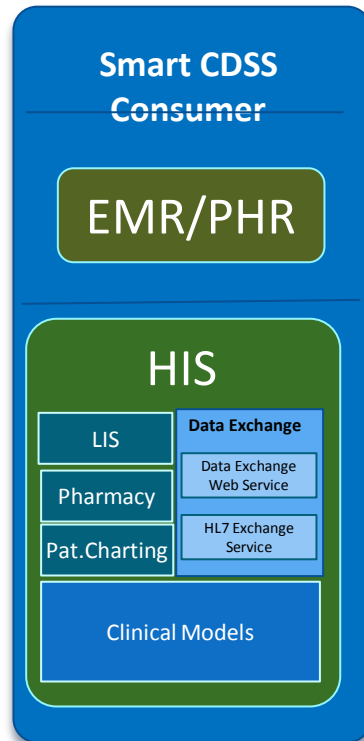 Smart CDSS
Consumer
EMR/PHR
HIS
LIS
Pharmacy
Pat.Charting
Data Exchange
Data Exchange
Web Service
HL7 Exchange
Service
Clinical Models